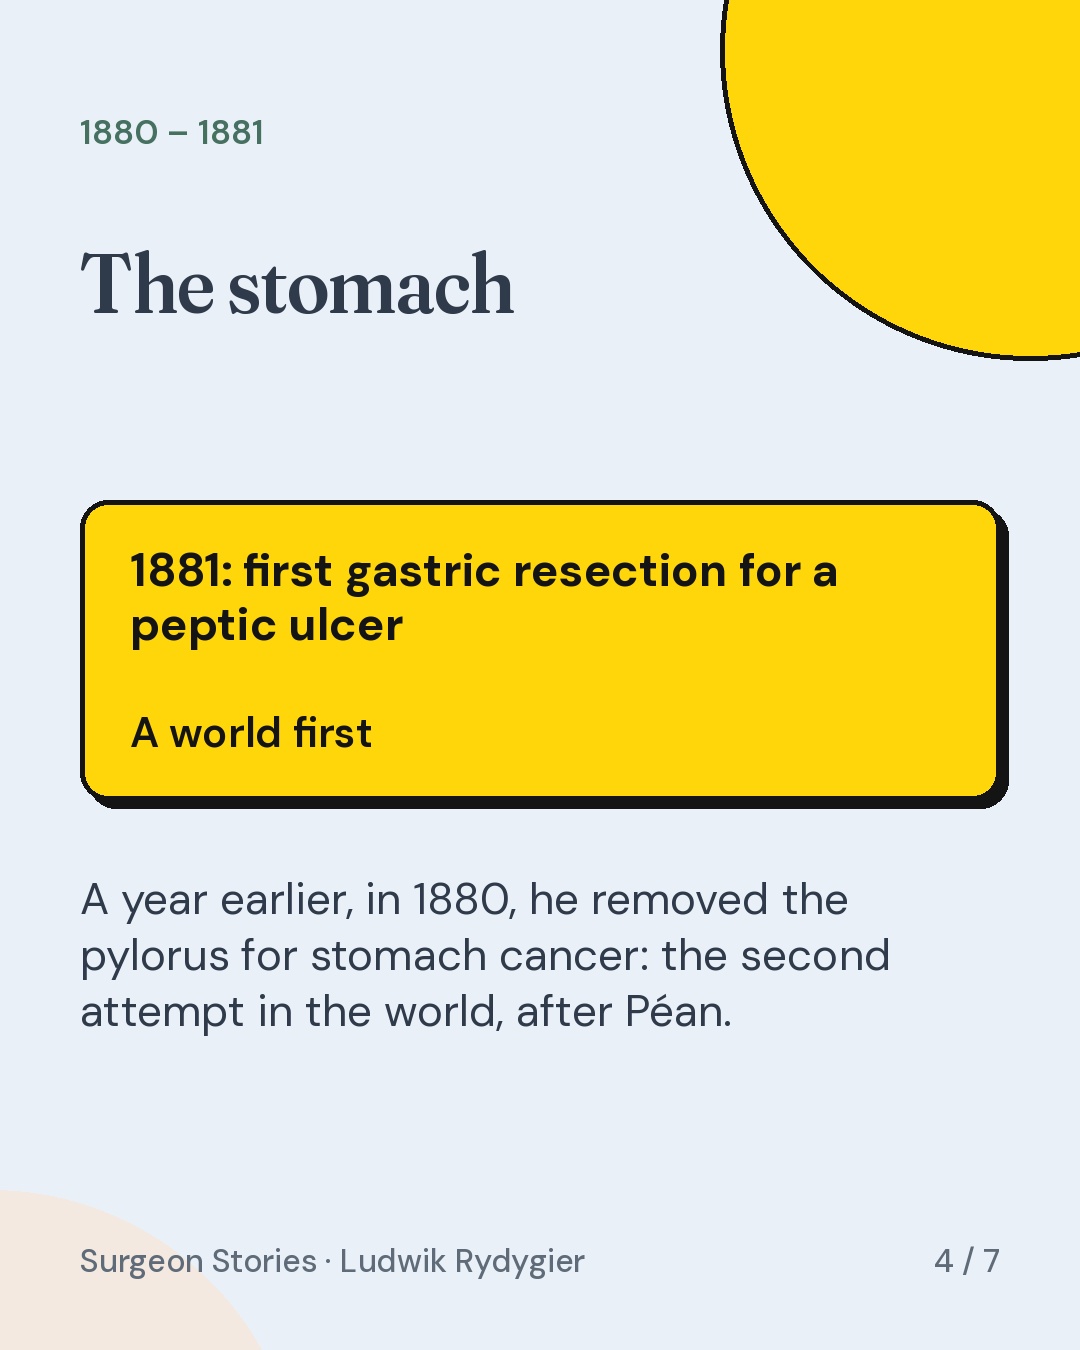 1880 – 1881
The stomach
1881: first gastric resection for a
peptic ulcer
A world first
A year earlier, in 1880, he removed the
pylorus for stomach cancer: the second
attempt in the world, after Péan.
Surgeon Stories · Ludwik Rydygier
4 / 7